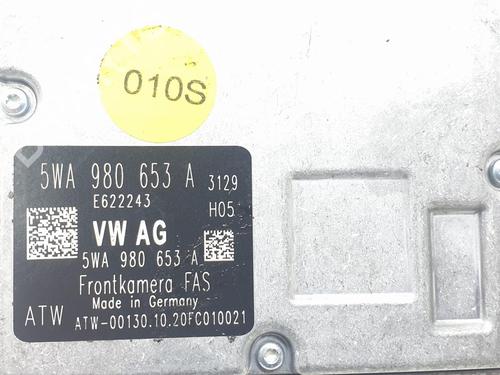 010S
5WA 980 653 A 3129
E622243 H05
VW AG
5WA 980 653 A
Frontkamera FAS
Made in Germany
ATW ATW-00130.10.20FC010021